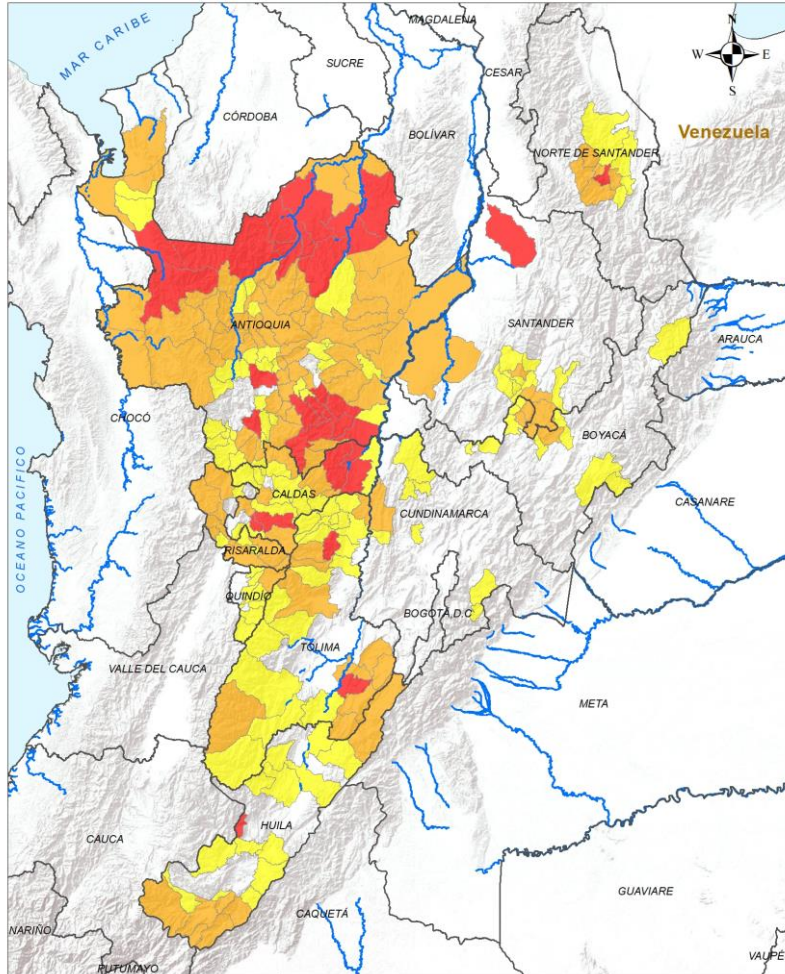 MAGDALENA
N
MAR CARIBE
SUCRE
CESAR
W E
S
CÓRDOBA
BOLÍVAR
Venezuela
NORTE DE SANTANDER
ANTIOQUIA
SANTANDER
ARAUCA
CHOCÓ
BOYACÁ
OCEANO PACIFICO
CALDAS
CUNDINAMARCA
CASANARE
RISARALDA
QUINDÍO
BOGOTÁ D.C
TOLIMA
VALLE DEL CAUCA
META
CAUCA
HUILA
GUAVIARE
CAQUETÁ
NARIÑO
PUTUMAYO
VAUPÉ